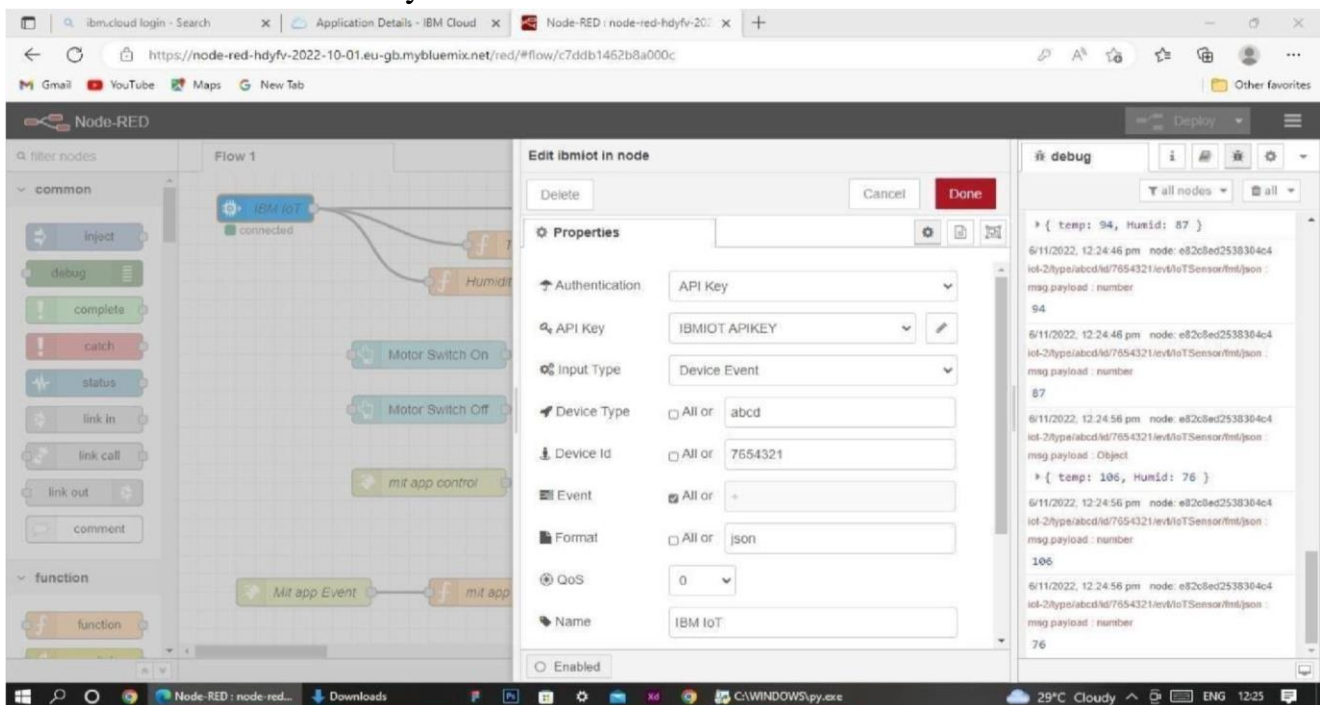 ibm.cloud login - Search
Application Details - IBM Cloud
Node-RED : node-red-hdyfv-202
https://node-red-hdyfv-2022-10-01.eu-gb.mybluemix.net/red/#flow/c7ddb1462b8a000c
Gmail YouTube Maps New Tab Other favorites
Node-RED Deploy
filter nodes
Flow 1
common
inject
debug
complete
catch
status
link in
link call
link out
comment
function
function
IBM IoT
connected
Humidit
Motor Switch On
Motor Switch Off
mit app control
Mit app Event
mit app
Edit ibmiot in node
Delete Cancel Done
Properties
Authentication API Key
API Key IBMIOT APIKEY
Input Type Device Event
Device Type All or abcd
Device Id All or 7654321
Event All or +
Format All or json
QoS 0
Name IBM IoT
Enabled
debug
all nodes all
{ temp: 94, Humid: 87 }
6/11/2022, 12:24:46 pm node: e82c8ed2538304c4
iot-2/type/abcd/id/7654321/evt/IoTSensor/fmt/json :
msg.payload : number
94
6/11/2022, 12:24:46 pm node: e82c8ed2538304c4
iot-2/type/abcd/id/7654321/evt/IoTSensor/fmt/json :
msg.payload : number
87
6/11/2022, 12:24:56 pm node: e82c8ed2538304c4
iot-2/type/abcd/id/7654321/evt/IoTSensor/fmt/json :
msg.payload : Object
{ temp: 106, Humid: 76 }
6/11/2022, 12:24:56 pm node: e82c8ed2538304c4
iot-2/type/abcd/id/7654321/evt/IoTSensor/fmt/json :
msg.payload : number
106
6/11/2022, 12:24:56 pm node: e82c8ed2538304c4
iot-2/type/abcd/id/7654321/evt/IoTSensor/fmt/json :
msg.payload : number
76
Node-RED : node-red... Downloads C:\WINDOWS\py.exe 29°C Cloudy ENG 12:25